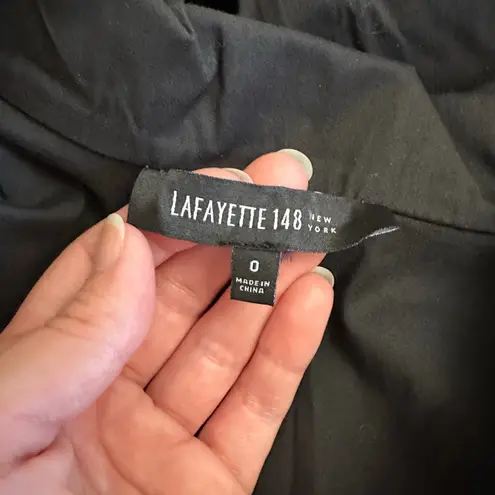 LAFAYETTE 148 NEW YORK
0
MADE IN
CHINA